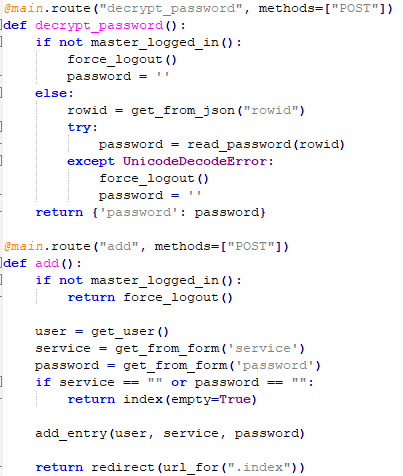 @main.route("decrypt_password", methods=["POST"])
def decrypt_password():
    if not master_logged_in():
        force_logout()
        password = ''
    else:
        rowid = get_from_json("rowid")
        try:
            password = read_password(rowid)
        except UnicodeDecodeError:
            force_logout()
            password = ''
    return {'password': password}

@main.route("add", methods=["POST"])
def add():
    if not master_logged_in():
        return force_logout()

    user = get_user()
    service = get_from_form('service')
    password = get_from_form('password')
    if service == "" or password == "":
        return index(empty=True)

    add_entry(user, service, password)

    return redirect(url_for(".index"))